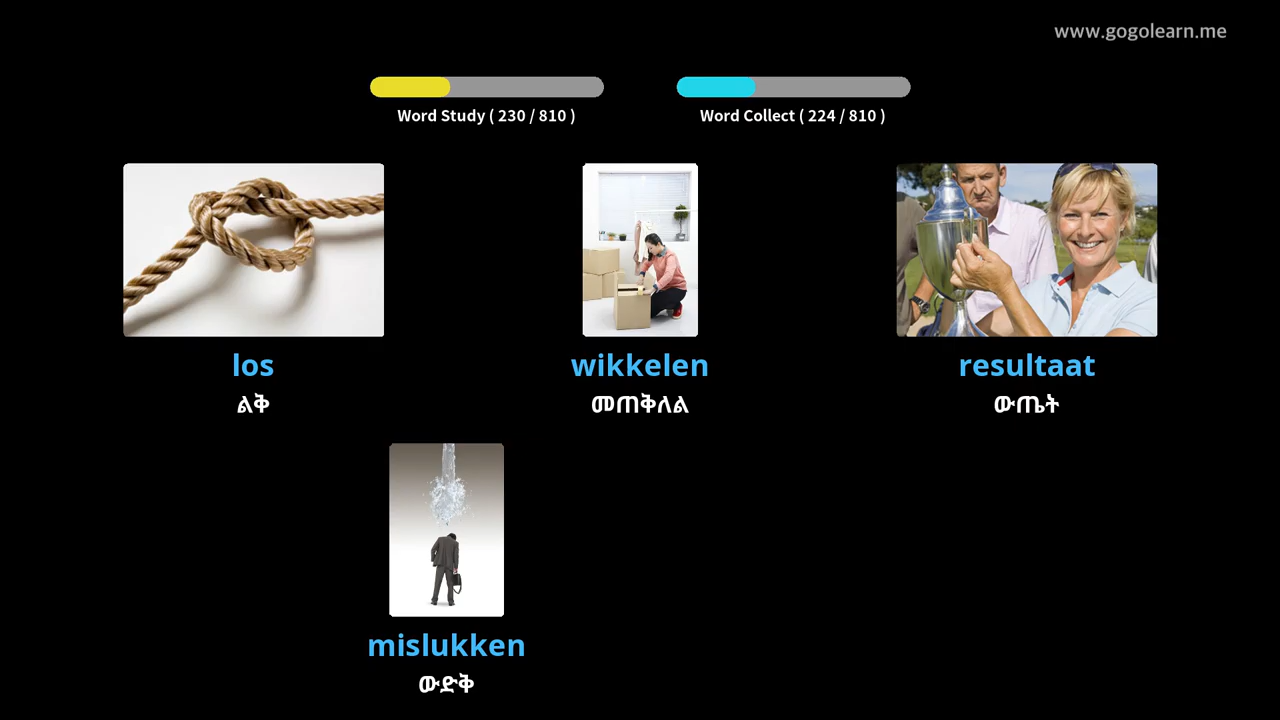 www.gogolearn.me
Word Study ( 230 / 810 )
Word Collect ( 224 / 810 )
los
ልቅ
wikkelen
መጠቅለል
resultaat
ውጤት
mislukken
ውድቅ